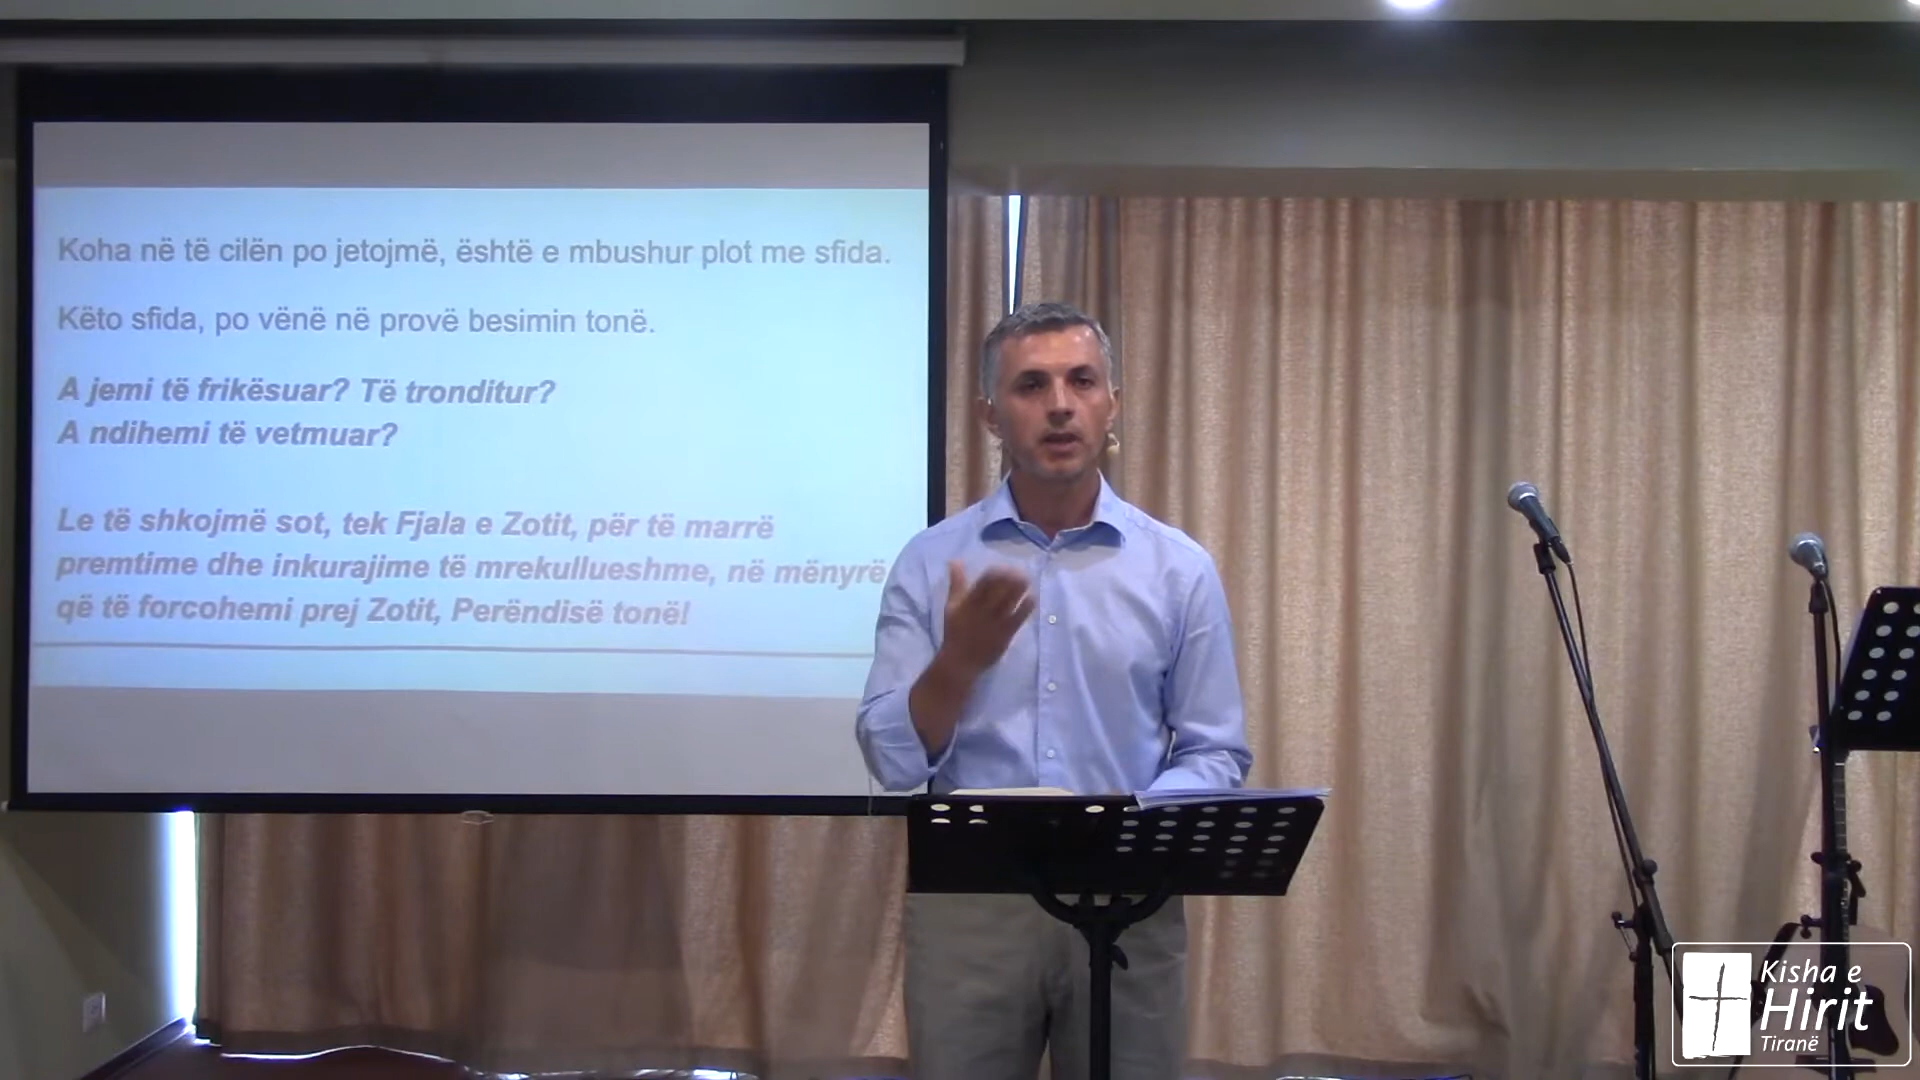 Koha në të cilën po jetojmë, është e mbushur plot me sfida.
Këto sfida, po vënë në provë besimin tonë.
A jemi të frikësuar? Të tronditur?
A ndihemi të vetmuar?
Le të shkojmë sot, tek Fjala e Zotit, për të marrë
premtime dhe inkurajime të mrekullueshme, në mënyrë
që të forcohemi prej Zotit, Perëndisë tonë!
Kisha e
Hirit
Tiranë